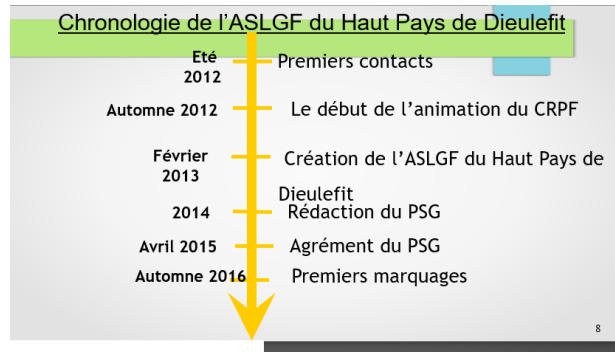 Chronologie de l'ASLGF du Haut Pays de Dieulefit
Eté
2012
Premiers contacts
Automne 2012
Le début de l'animation du CRPF
Février
2013
Création de l'ASLGF du Haut Pays de
Dieulefit
2014
Rédaction du PSG
Avril 2015
Agrément du PSG
Automne 2016
Premiers marquages
8